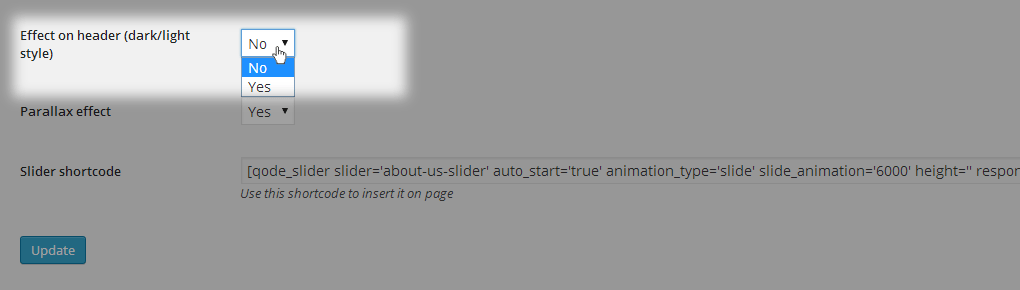 Effect on header (dark/light
style)
No
No
Yes
Parallax effect
Yes
Slider shortcode
[qode_slider slider='about-us-slider' auto_start='true' animation_type='slide' slide_animation='6000' height='' respon
Use this shortcode to insert it on page
Update